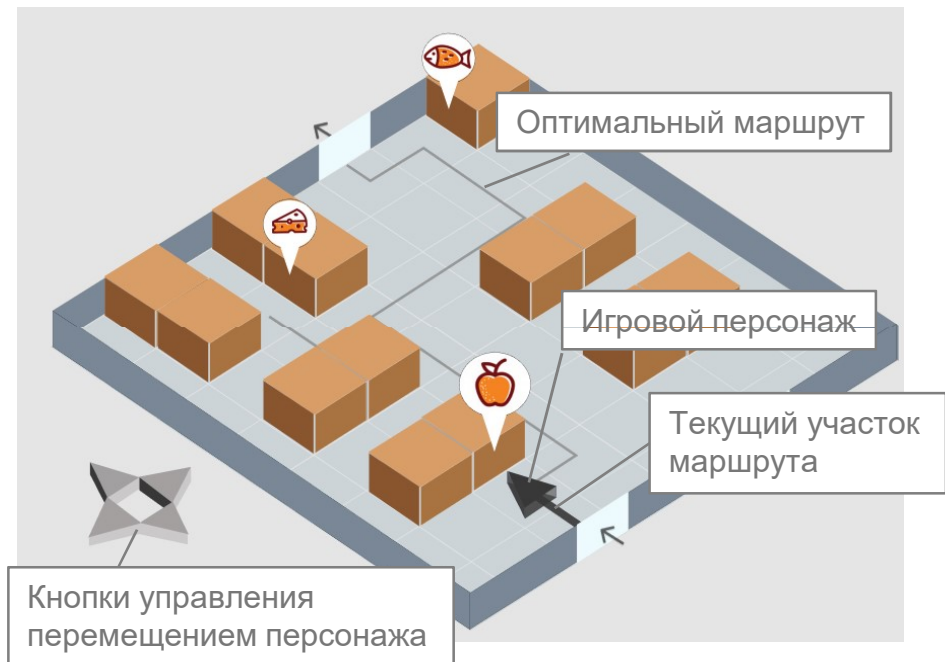 Оптимальный маршрут
Игровой персонаж
Текущий участок
маршрута
Кнопки управления
перемещением персонажа